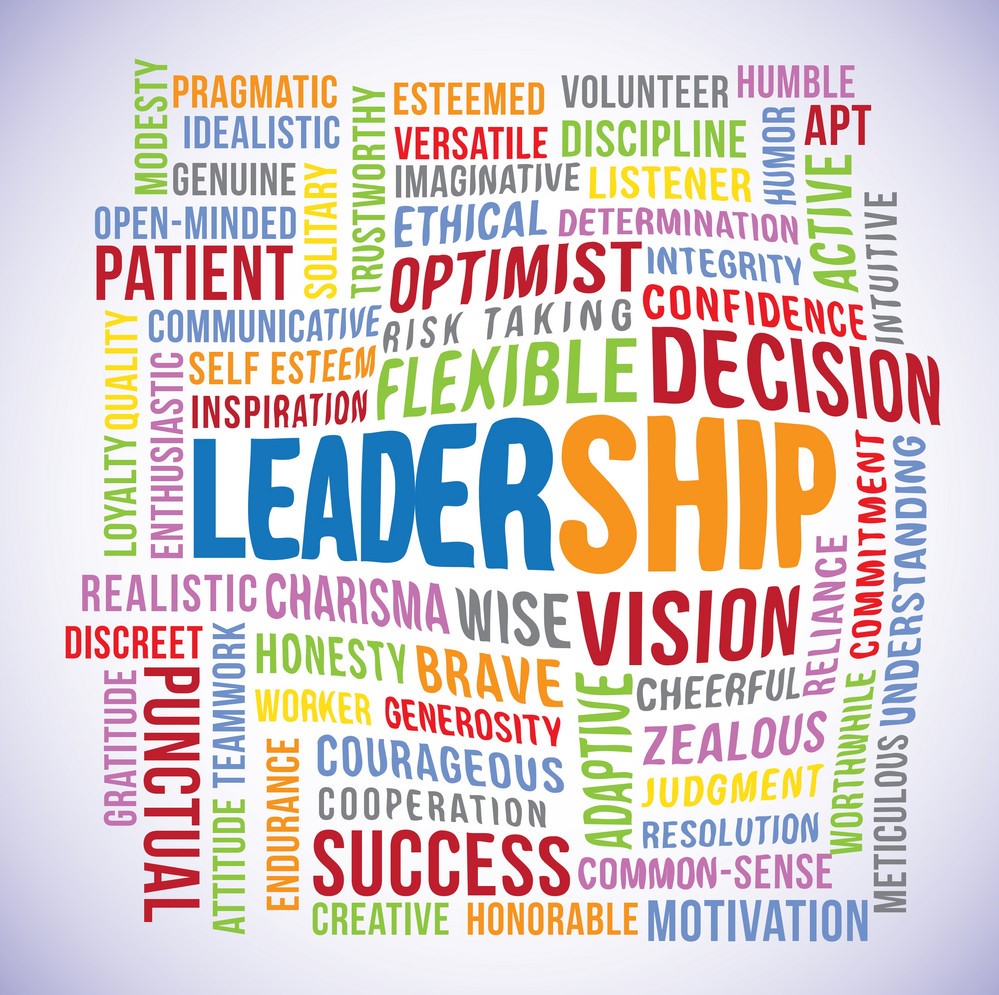 MODESTY
PRAGMATIC
IDEALISTIC
GENUINE
OPEN-MINDED
PATIENT
SOLITARY
TRUSTWORTHY
ESTEEMED
VERSATILE
IMAGINATIVE
ETHICAL
OPTIMIST
VOLUNTEER
DISCIPLINE
LISTENER
DETERMINATION
INTEGRITY
HUMBLE
HUMOR
APT
ACTIVE
INTUITIVE
COMMUNICATIVE
RISK TAKING
CONFIDENCE
QUALITY
LOYALTY
ENTHUSIASTIC
SELF ESTEEM
INSPIRATION
FLEXIBLE
DECISION
LEADERSHIP
COMMITMENT
UNDERSTANDING
RELIANCE
REALISTIC
CHARISMA
WISE
VISION
DISCREET
GRATITUDE
PUNCTUAL
TEAMWORK
ATTITUDE
HONESTY
BRAVE
WORKER
GENEROSITY
ENDURANCE
COURAGEOUS
COOPERATION
SUCCESS
CREATIVE
HONORABLE
ADAPTIVE
CHEERFUL
ZEALOUS
JUDGMENT
RESOLUTION
COMMON-SENSE
MOTIVATION
WORTHWHILE
METICULOUS